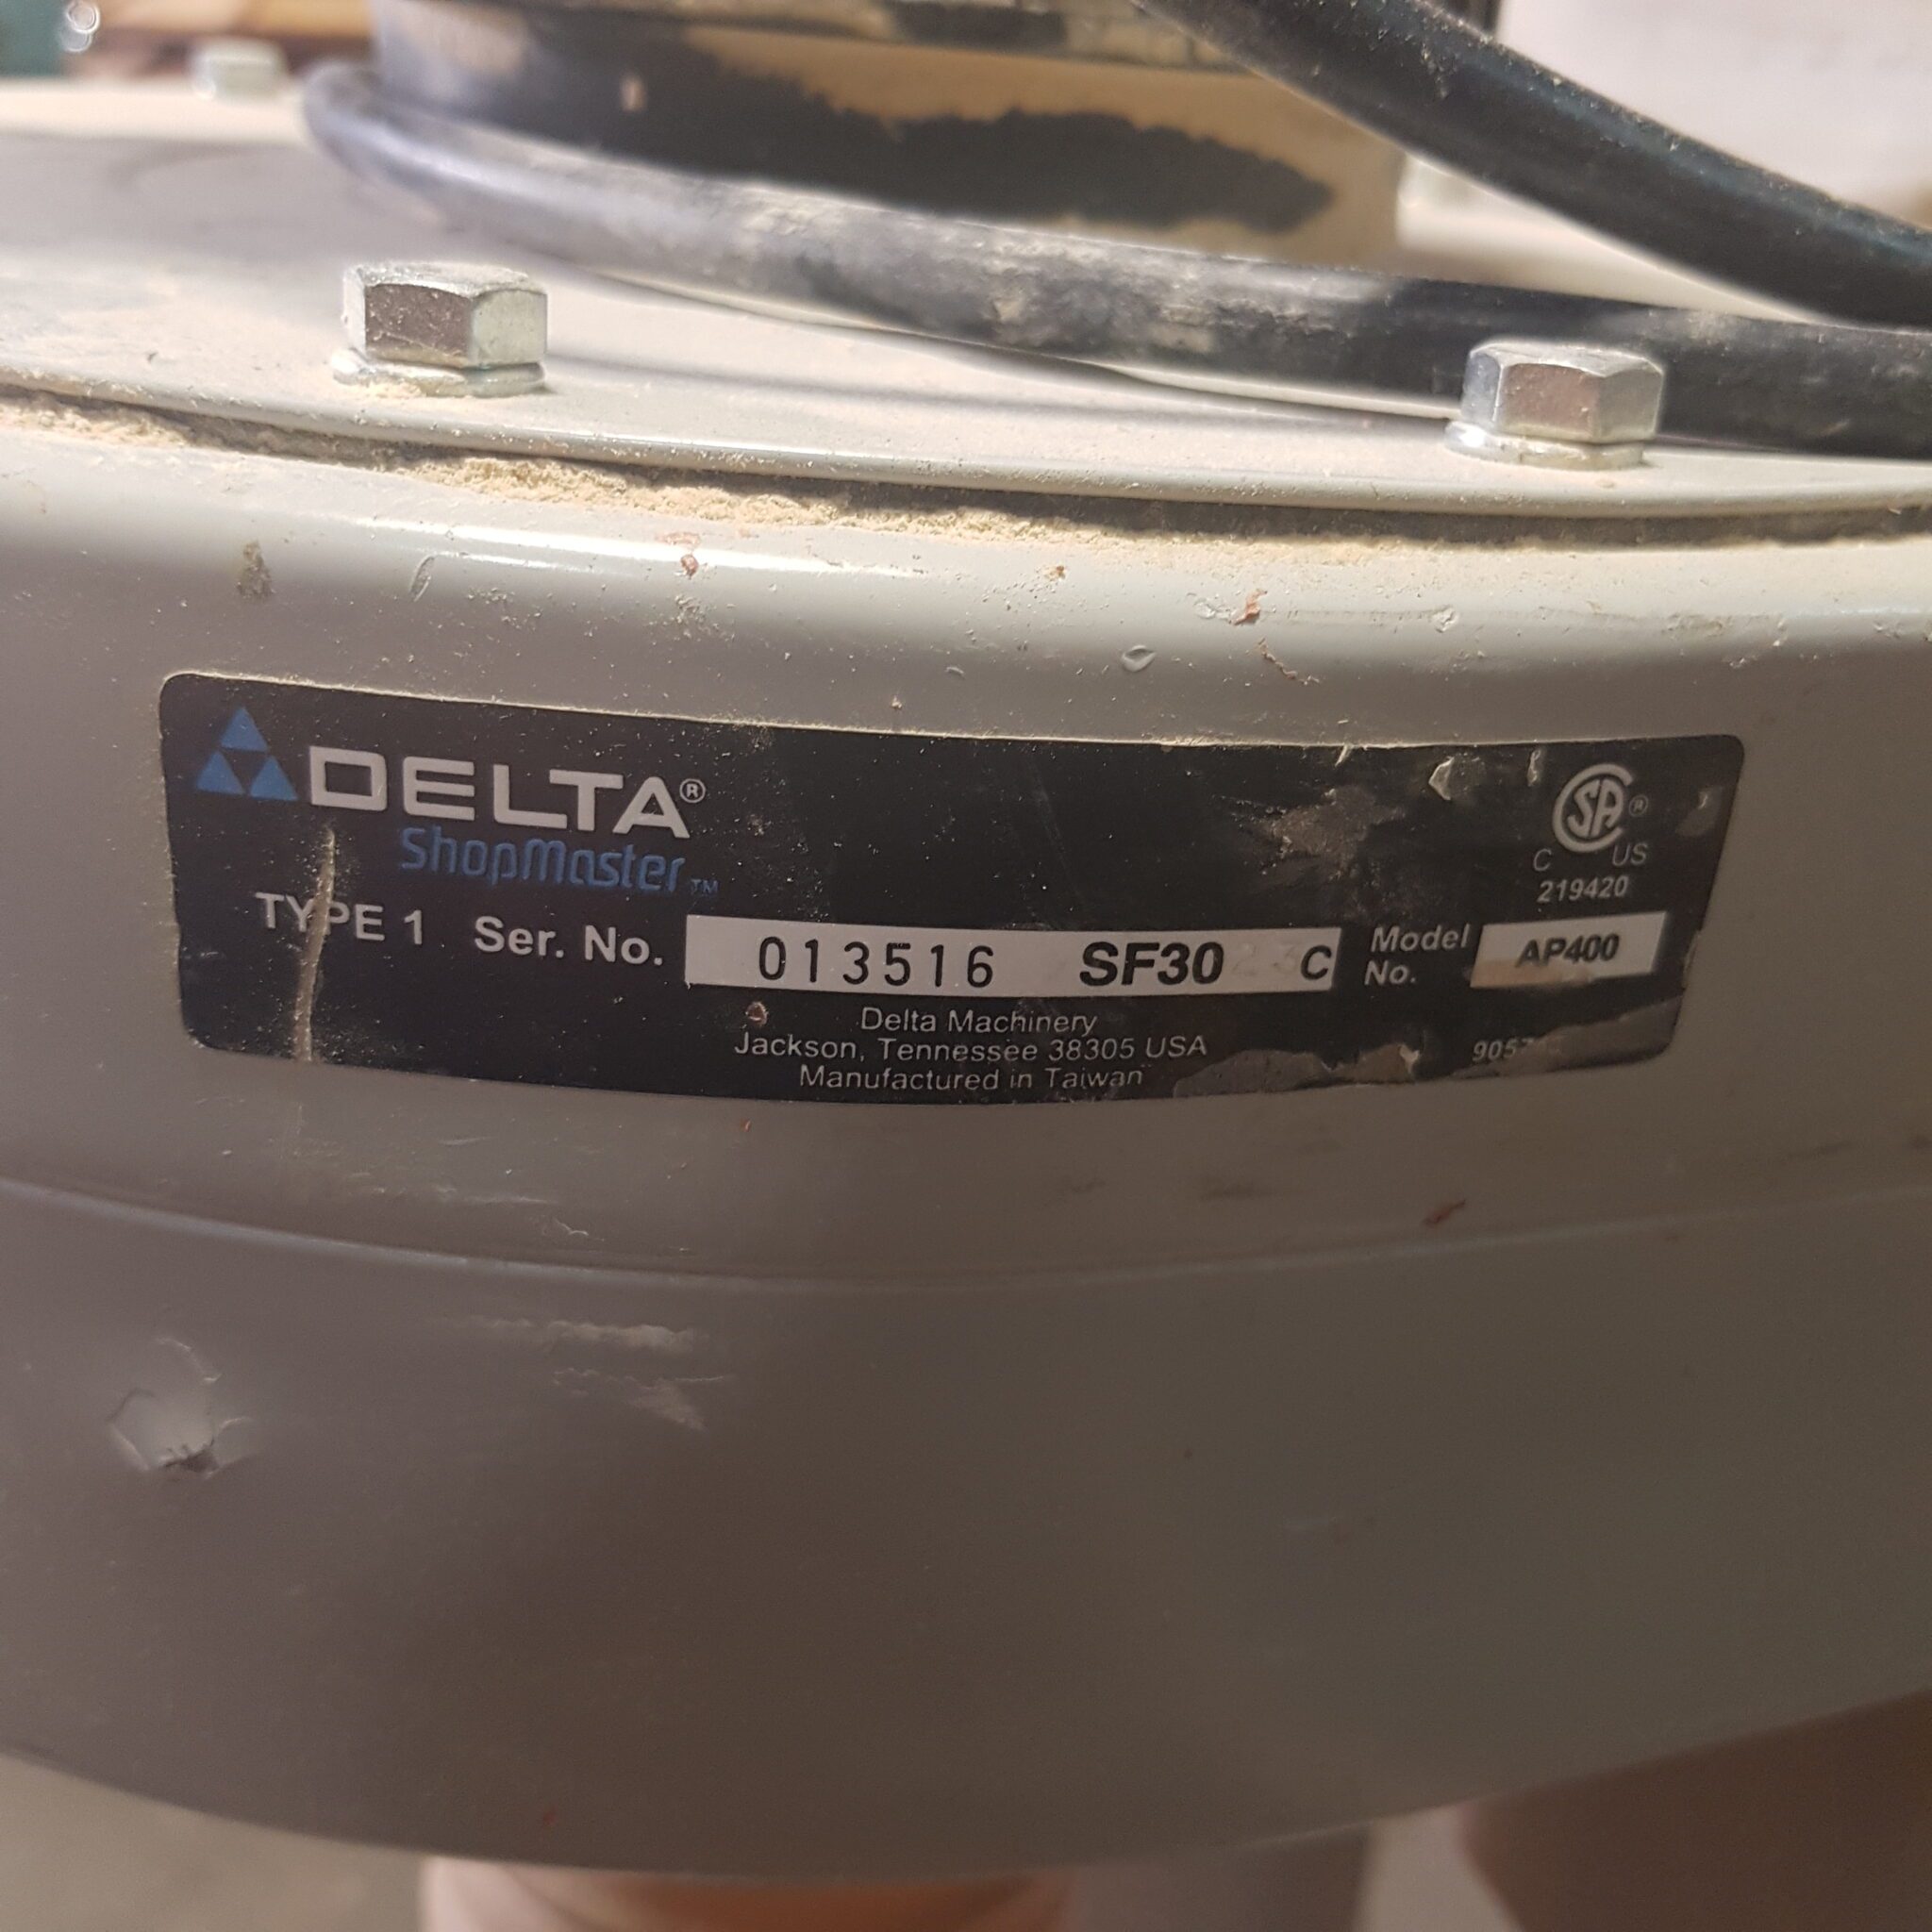 DELTA®
ShopMaster™
CSA®
C US
219420
TYPE 1 Ser. No. 013516 SF30 C Model No. AP400
Delta Machinery
Jackson, Tennessee 38305 USA
Manufactured in Taiwan